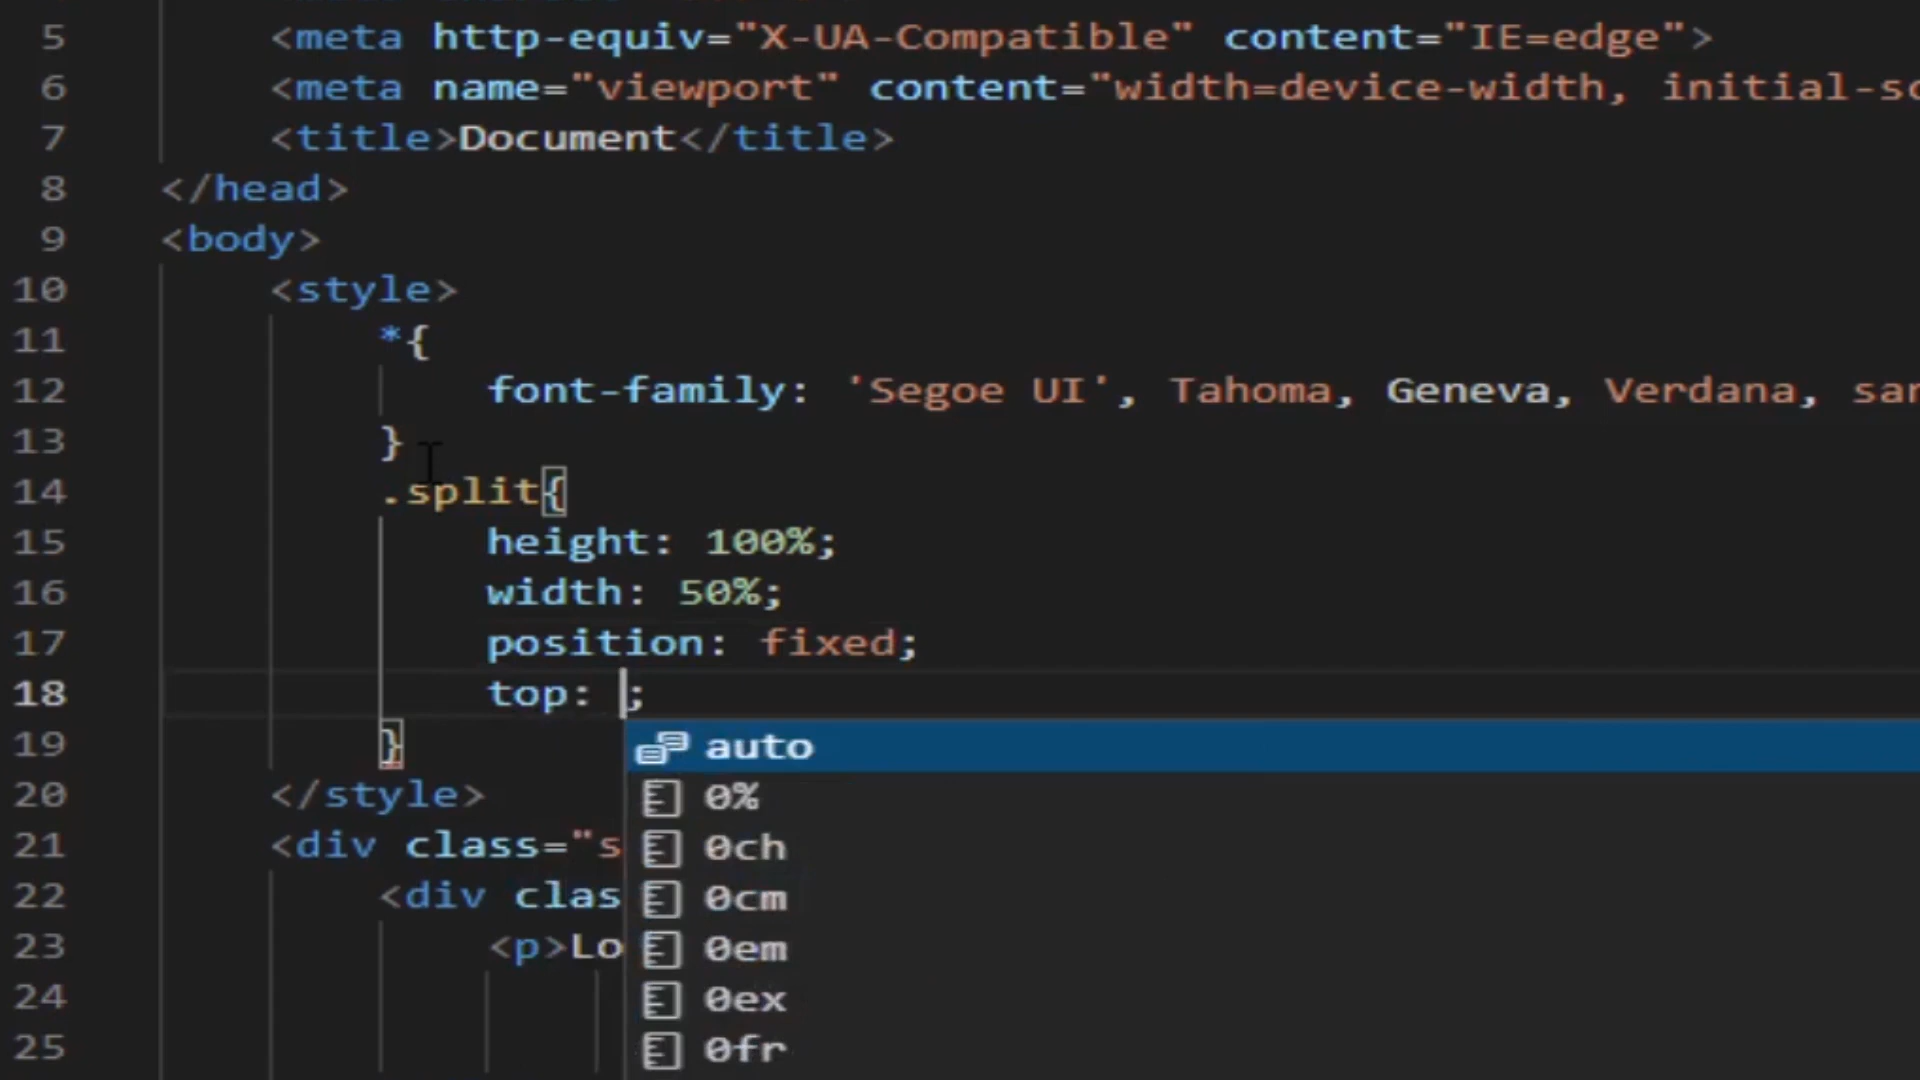 5 <meta http-equiv="X-UA-Compatible" content="IE=edge">
6 <meta name="viewport" content="width=device-width, initial-sc
7 <title>Document</title>
8 </head>
9 <body>
10 <style>
11 *{
12 font-family: 'Segoe UI', Tahoma, Geneva, Verdana, sar
13 }
14 .split{
15 height: 100%;
16 width: 50%;
17 position: fixed;
18 top: ;
19 }
auto
20 </style>
0%
21 <div class="s
0ch
22 <div clas
0cm
23 <p>Lo
0em
24
0ex
25
0fr